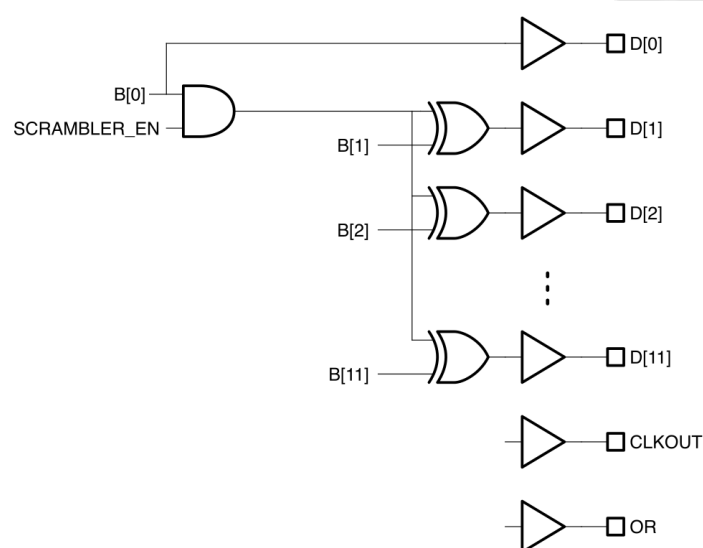 D[0]
B[0]
SCRAMBLER_EN
D[1]
B[1]
D[2]
B[2]
D[11]
B[11]
CLKOUT
OR